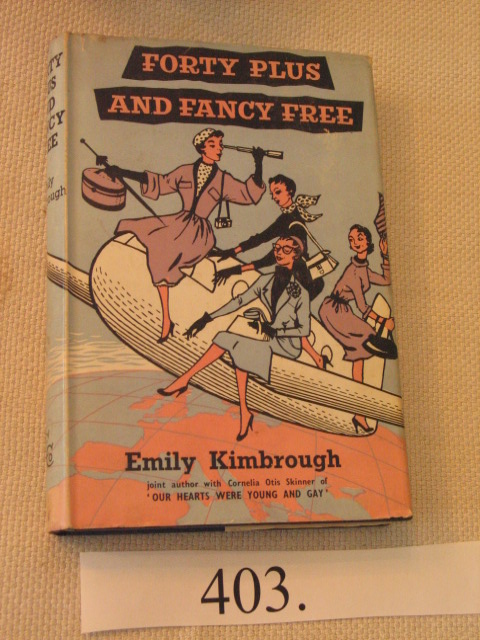 FORTY PLUS
AND FANCY FREE
Emily Kimbrough
joint author with Cornelia Otis Skinner of
'OUR HEARTS WERE YOUNG AND GAY'
403.